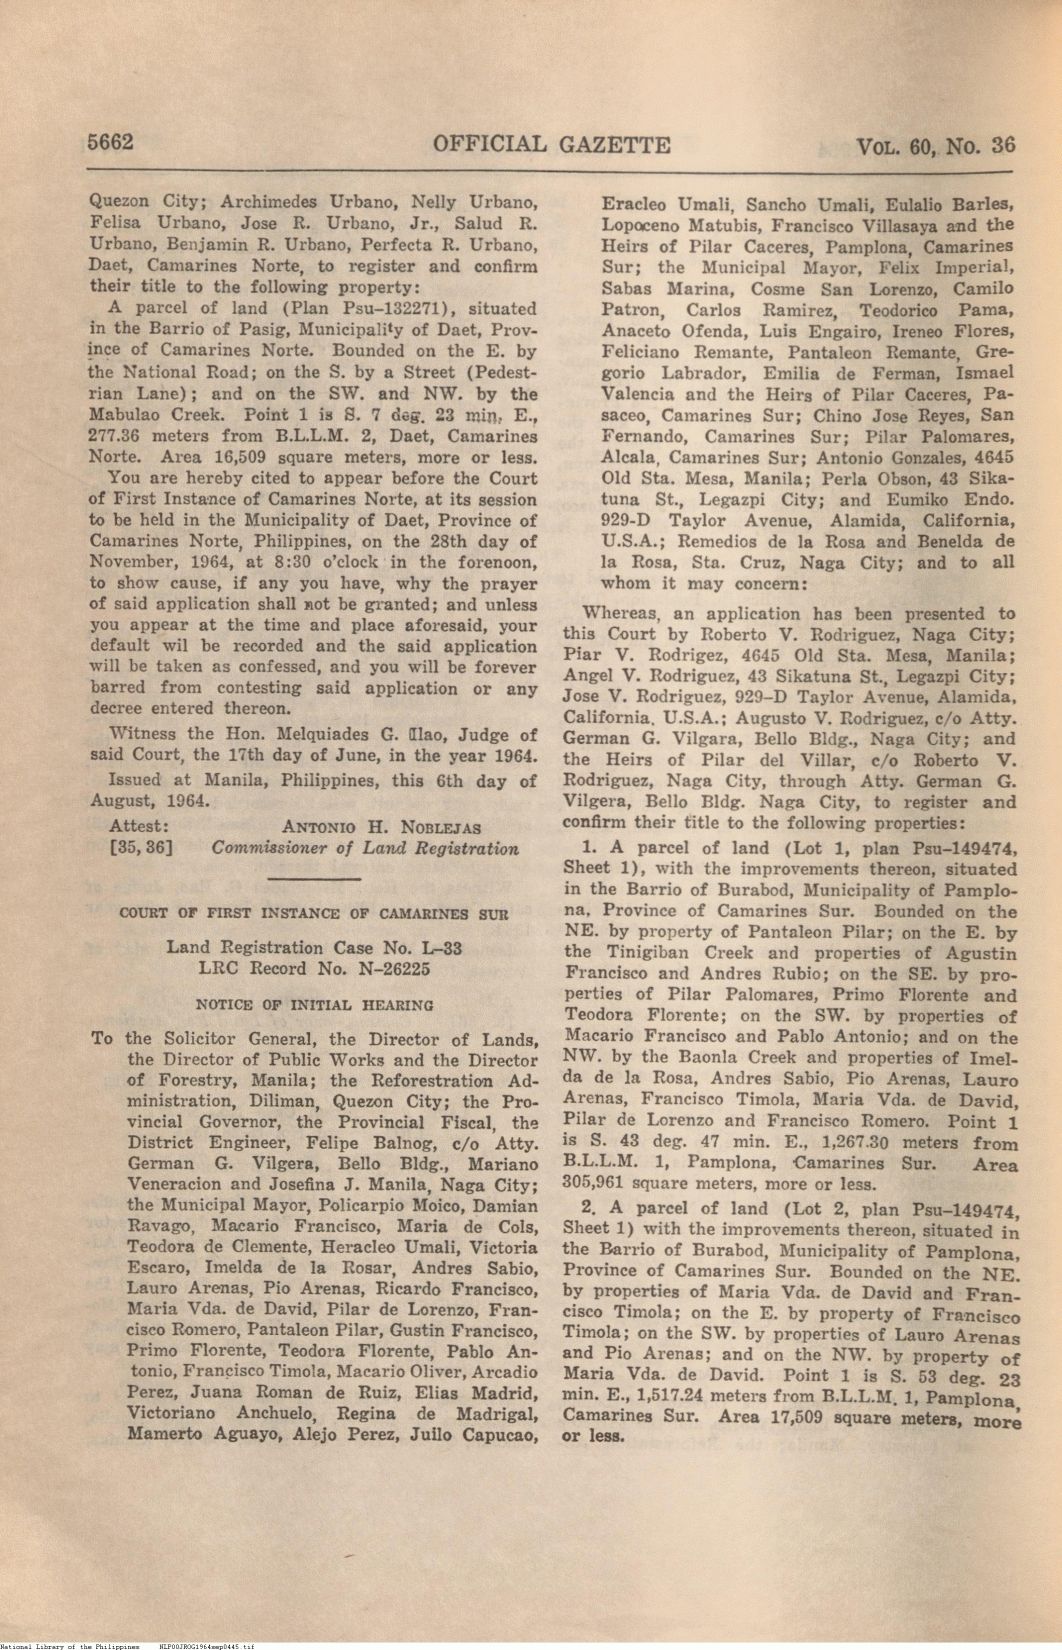 5662
OFFICIAL GAZETTE
VOL. 60, No. 36
Quezon City; Archimedes Urbano, Nelly Urbano,
Felisa Urbano, Jose R. Urbano, Jr., Salud R.
Urbano, Benjamin R. Urbano, Perfecta R. Urbano,
Daet, Camarines Norte, to register and confirm
their title to the following property:
A parcel of land (Plan Psu–132271), situated
in the Barrio of Pasig, Municipality of Daet, Prov-
ince of Camarines Norte. Bounded on the E. by
the National Road; on the S. by a Street (Pedest-
rian Lane); and on the SW. and NW. by the
Mabulao Creek. Point 1 is S. 7 deg. 23 min. E.,
277.36 meters from B.L.L.M. 2, Daet, Camarines
Norte. Area 16,509 square meters, more or less.
You are hereby cited to appear before the Court
of First Instance of Camarines Norte, at its session
to be held in the Municipality of Daet, Province of
Camarines Norte, Philippines, on the 28th day of
November, 1964, at 8:30 o'clock in the forenoon,
to show cause, if any you have, why the prayer
of said application shall not be granted; and unless
you appear at the time and place aforesaid, your
default wil be recorded and the said application
will be taken as confessed, and you will be forever
barred from contesting said application or any
decree entered thereon.
Witness the Hon. Melquiades G. Ilao, Judge of
said Court, the 17th day of June, in the year 1964.
Issued at Manila, Philippines, this 6th day of
August, 1964.
Attest: ANTONIO H. NOBLEJAS
[35, 36] Commissioner of Land Registration
COURT OF FIRST INSTANCE OF CAMARINES SUR
Land Registration Case No. L–33
LRC Record No. N–26225
NOTICE OF INITIAL HEARING
To the Solicitor General, the Director of Lands,
the Director of Public Works and the Director
of Forestry, Manila; the Reforestration Ad-
ministration, Diliman, Quezon City; the Pro-
vincial Governor, the Provincial Fiscal, the
District Engineer, Felipe Balnog, c/o Atty.
German G. Vilgera, Bello Bldg., Mariano
Veneracion and Josefina J. Manila, Naga City;
the Municipal Mayor, Policarpio Moico, Damian
Ravago, Macario Francisco, Maria de Cols,
Teodora de Clemente, Heracleo Umali, Victoria
Escaro, Imelda de la Rosar, Andres Sabio,
Lauro Arenas, Pio Arenas, Ricardo Francisco,
Maria Vda. de David, Pilar de Lorenzo, Fran-
cisco Romero, Pantaleon Pilar, Gustin Francisco,
Primo Florente, Teodora Florente, Pablo An-
tonio, Francisco Timola, Macario Oliver, Arcadio
Perez, Juana Roman de Ruiz, Elias Madrid,
Victoriano Anchuelo, Regina de Madrigal,
Mamerto Aguayo, Alejo Perez, Juilo Capucao,
Eracleo Umali, Sancho Umali, Eulalio Barles,
Lopoceno Matubis, Francisco Villasaya and the
Heirs of Pilar Caceres, Pamplona, Camarines
Sur; the Municipal Mayor, Felix Imperial,
Sabas Marina, Cosme San Lorenzo, Camilo
Patron, Carlos Ramirez, Teodorico Pama,
Anaceto Ofenda, Luis Engairo, Ireneo Flores,
Feliciano Remante, Pantaleon Remante, Gre-
gorio Labrador, Emilia de Ferman, Ismael
Valencia and the Heirs of Pilar Caceres, Pa-
saceo, Camarines Sur; Chino Jose Reyes, San
Fernando, Camarines Sur; Pilar Palomares,
Alcala, Camarines Sur; Antonio Gonzales, 4645
Old Sta. Mesa, Manila; Perla Obson, 43 Sika-
tuna St., Legazpi City; and Eumiko Endo.
929-D Taylor Avenue, Alamida, California,
U.S.A.; Remedios de la Rosa and Benelda de
la Rosa, Sta. Cruz, Naga City; and to all
whom it may concern:
Whereas, an application has been presented to
this Court by Roberto V. Rodriguez, Naga City;
Piar V. Rodrigez, 4645 Old Sta. Mesa, Manila;
Angel V. Rodriguez, 43 Sikatuna St., Legazpi City;
Jose V. Rodriguez, 929–D Taylor Avenue, Alamida,
California. U.S.A.; Augusto V. Rodriguez, c/o Atty.
German G. Vilgara, Bello Bldg., Naga City; and
the Heirs of Pilar del Villar, c/o Roberto V.
Rodriguez, Naga City, through Atty. German G.
Vilgera, Bello Bldg. Naga City, to register and
confirm their title to the following properties:
1. A parcel of land (Lot 1, plan Psu–149474,
Sheet 1), with the improvements thereon, situated
in the Barrio of Burabod, Municipality of Pamplo-
na, Province of Camarines Sur. Bounded on the
NE. by property of Pantaleon Pilar; on the E. by
the Tinigiban Creek and properties of Agustin
Francisco and Andres Rubio; on the SE. by pro-
perties of Pilar Palomares, Primo Florente and
Teodora Florente; on the SW. by properties of
Macario Francisco and Pablo Antonio; and on the
NW. by the Baonla Creek and properties of Imel-
da de la Rosa, Andres Sabio, Pio Arenas, Lauro
Arenas, Francisco Timola, Maria Vda. de David,
Pilar de Lorenzo and Francisco Romero. Point 1
is S. 43 deg. 47 min. E., 1,267.30 meters from
B.L.L.M. 1, Pamplona, Camarines Sur. Area
305,961 square meters, more or less.
2. A parcel of land (Lot 2, plan Psu–149474,
Sheet 1) with the improvements thereon, situated in
the Barrio of Burabod, Municipality of Pamplona,
Province of Camarines Sur. Bounded on the NE.
by properties of Maria Vda. de David and Fran-
cisco Timola; on the E. by property of Francisco
Timola; on the SW. by properties of Lauro Arenas
and Pio Arenas; and on the NW. by property of
Maria Vda. de David. Point 1 is S. 53 deg. 23
min. E., 1,517.24 meters from B.L.L.M. 1, Pamplona,
Camarines Sur. Area 17,509 square meters, more
or less.
National Library of the Philippines NLP00JROG1964sep0445.tif